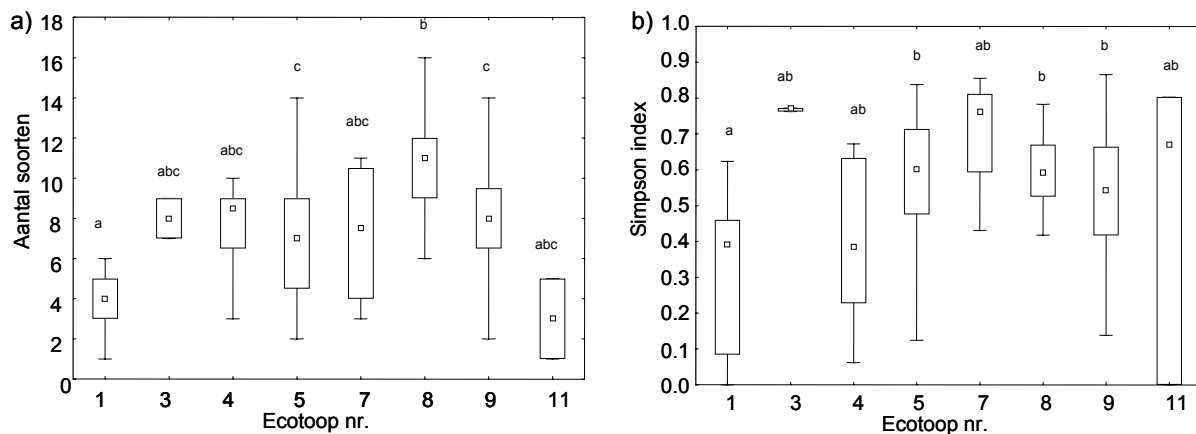 a)
Aantal soorten
18
16
14
12
10
8
6
4
2
0
a
abc
abc
c
abc
b
c
abc
1 3 4 5 7 8 9 11
Ecotoop nr.
b)
Simpson index
1.0
0.9
0.8
0.7
0.6
0.5
0.4
0.3
0.2
0.1
0.0
a
ab
ab
b
ab
b
b
ab
1 3 4 5 7 8 9 11
Ecotoop nr.